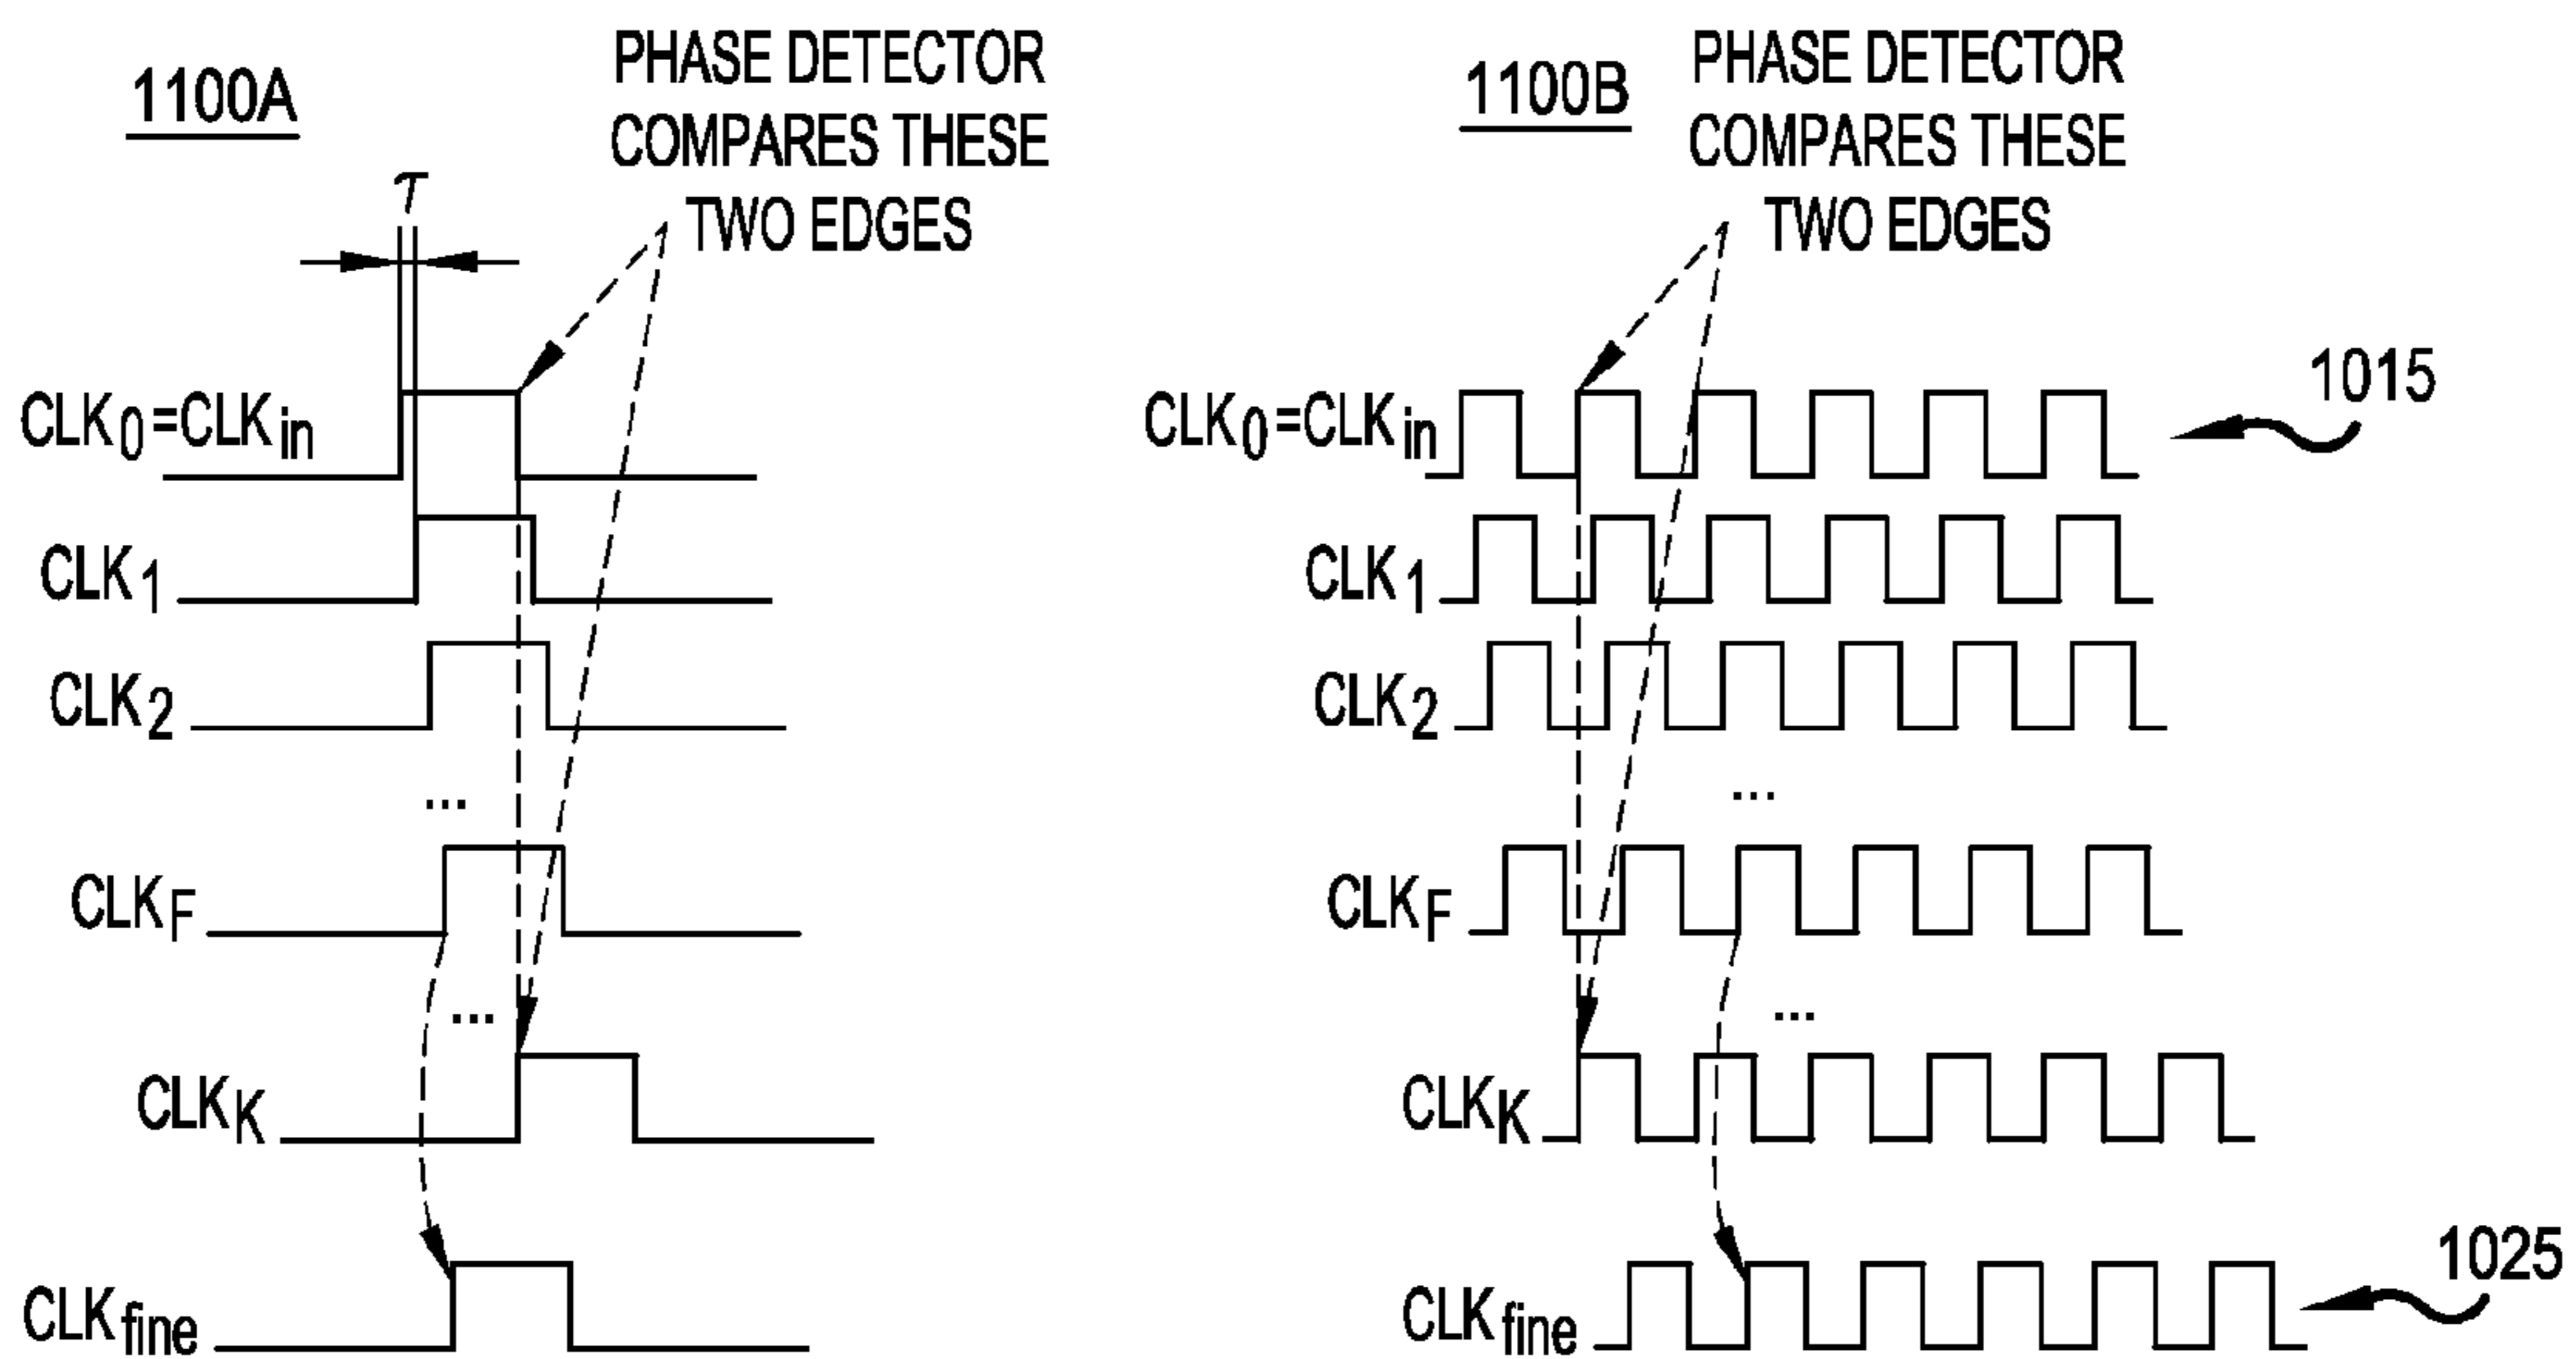 1100A
PHASE DETECTOR
COMPARES THESE
TWO EDGES
τ
CLK0=CLKin
CLK1
CLK2
...
CLKF
...
CLKK
CLKfine
1100B
PHASE DETECTOR
COMPARES THESE
TWO EDGES
1015
CLK0=CLKin
CLK1
CLK2
...
CLKF
...
CLKK
1025
CLKfine